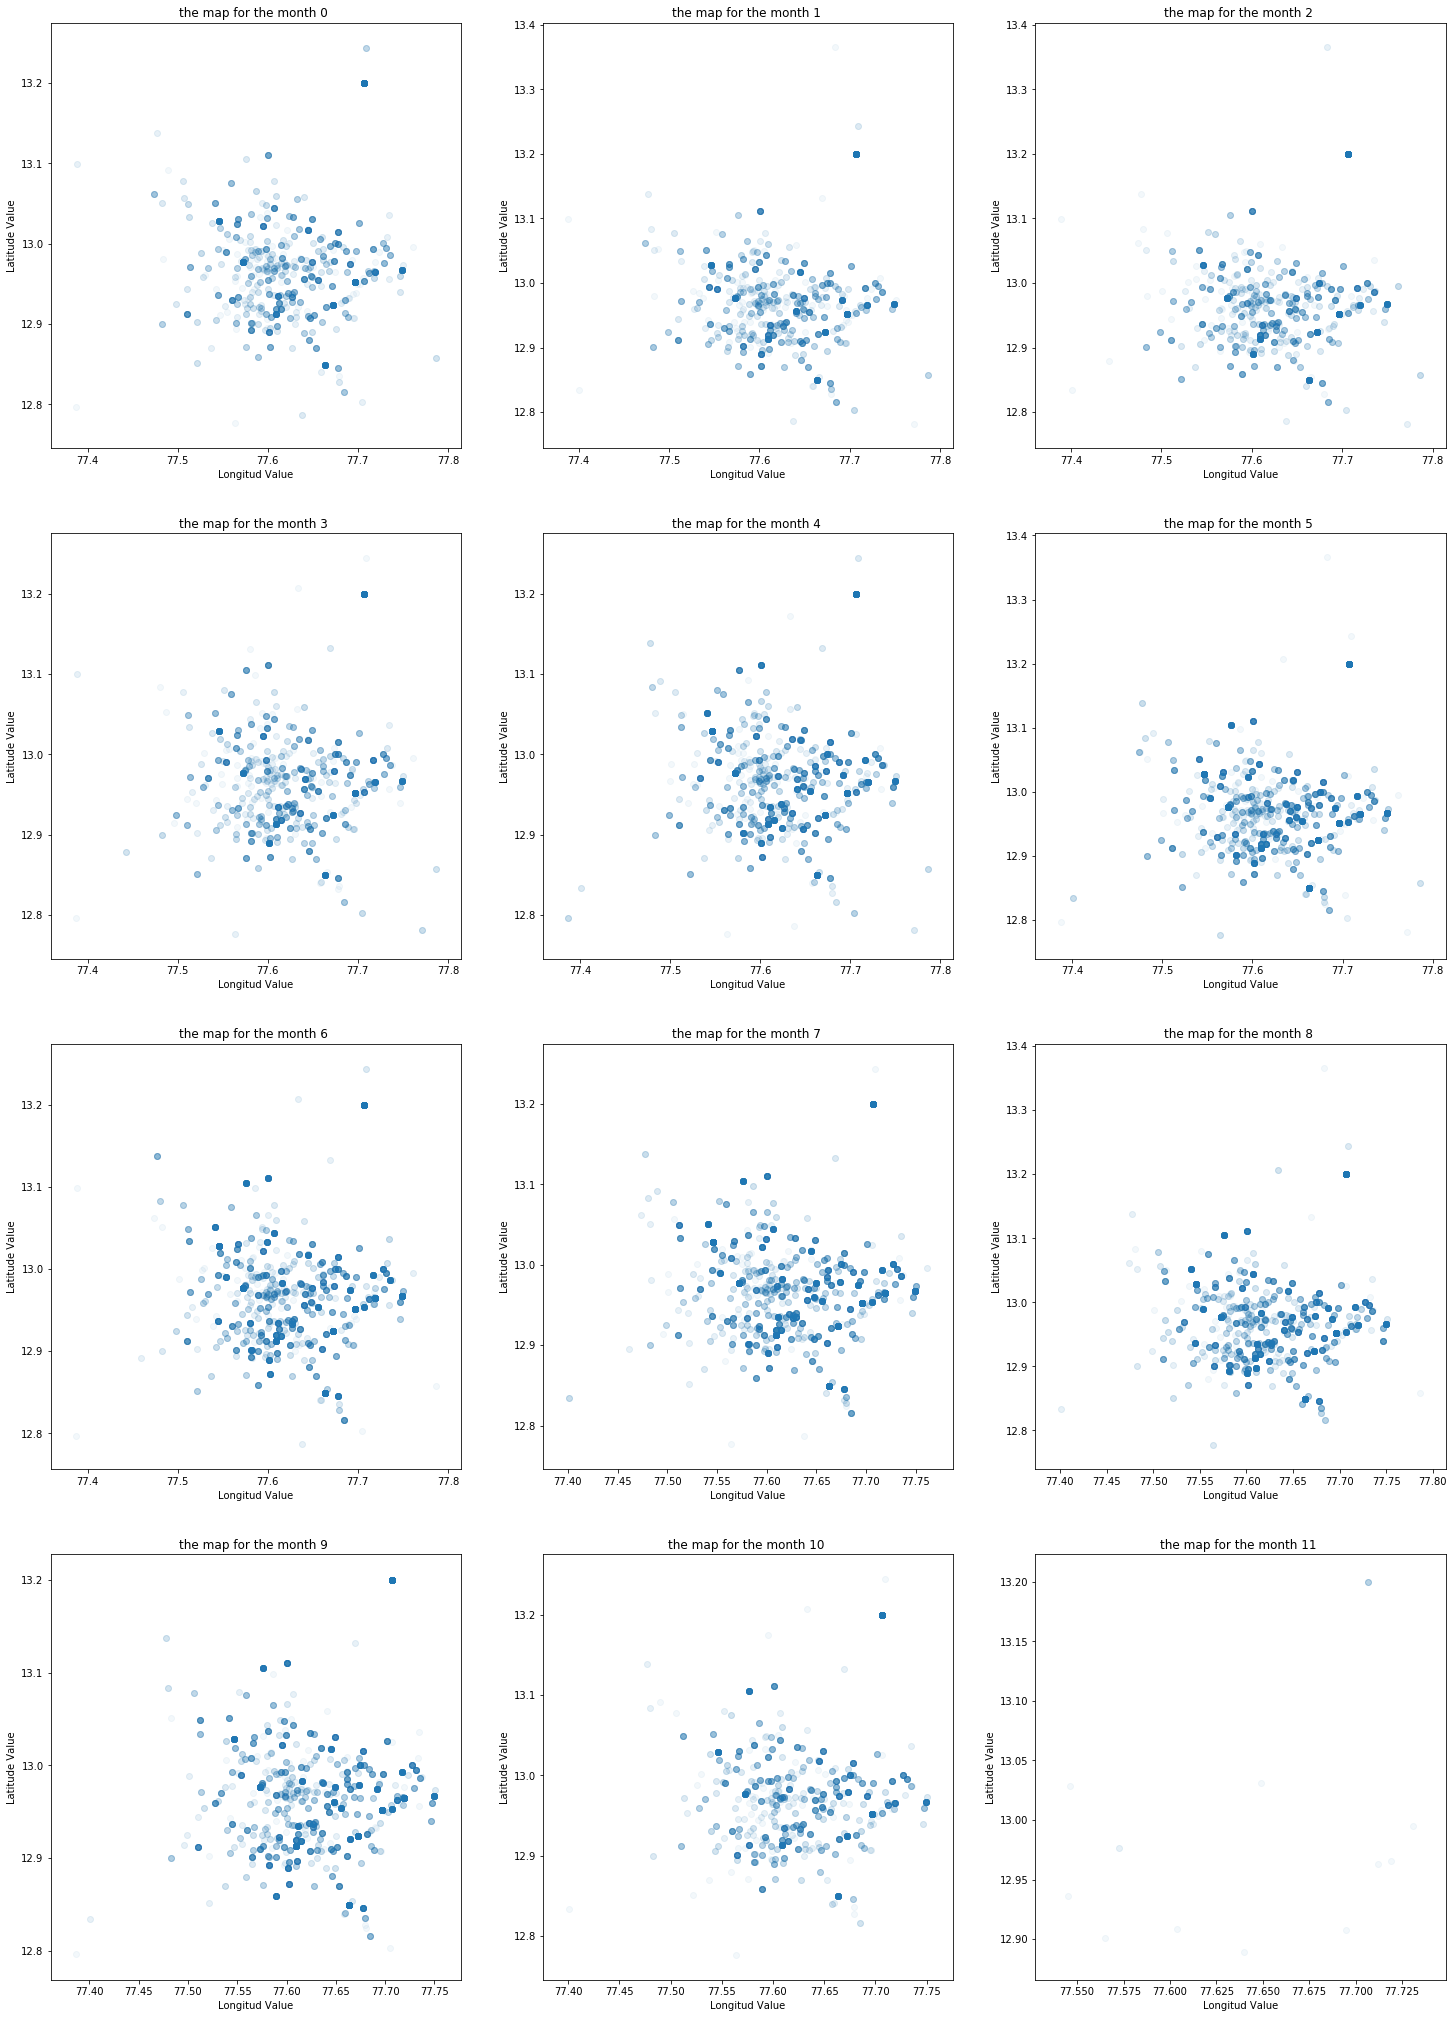 the map for the month 0
13.2
13.1
13.0
12.9
12.8
Latitude Value
77.4 77.5 77.6 77.7 77.8
Longitud Value
the map for the month 1
13.4
13.3
13.2
13.1
13.0
12.9
12.8
Latitude Value
77.4 77.5 77.6 77.7 77.8
Longitud Value
the map for the month 2
13.4
13.3
13.2
13.1
13.0
12.9
12.8
Latitude Value
77.4 77.5 77.6 77.7 77.8
Longitud Value
the map for the month 3
13.2
13.1
13.0
12.9
12.8
Latitude Value
77.4 77.5 77.6 77.7 77.8
Longitud Value
the map for the month 4
13.2
13.1
13.0
12.9
12.8
Latitude Value
77.4 77.5 77.6 77.7 77.8
Longitud Value
the map for the month 5
13.4
13.3
13.2
13.1
13.0
12.9
12.8
Latitude Value
77.4 77.5 77.6 77.7 77.8
Longitud Value
the map for the month 6
13.2
13.1
13.0
12.9
12.8
Latitude Value
77.4 77.5 77.6 77.7 77.8
Longitud Value
the map for the month 7
13.2
13.1
13.0
12.9
12.8
Latitude Value
77.40 77.45 77.50 77.55 77.60 77.65 77.70 77.75
Longitud Value
the map for the month 8
13.4
13.3
13.2
13.1
13.0
12.9
12.8
Latitude Value
77.40 77.45 77.50 77.55 77.60 77.65 77.70 77.75 77.80
Longitud Value
the map for the month 9
13.2
13.1
13.0
12.9
12.8
Latitude Value
77.40 77.45 77.50 77.55 77.60 77.65 77.70 77.75
Longitud Value
the map for the month 10
13.2
13.1
13.0
12.9
12.8
Latitude Value
77.40 77.45 77.50 77.55 77.60 77.65 77.70 77.75
Longitud Value
the map for the month 11
13.20
13.15
13.10
13.05
13.00
12.95
12.90
Latitude Value
77.550 77.575 77.600 77.625 77.650 77.675 77.700 77.725
Longitud Value